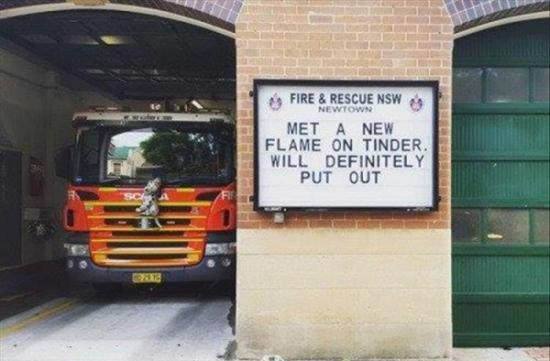 FIRE & RESCUE NSW
NEWTOWN
MET A NEW
FLAME ON TINDER.
WILL DEFINITELY
PUT OUT
SCANIA